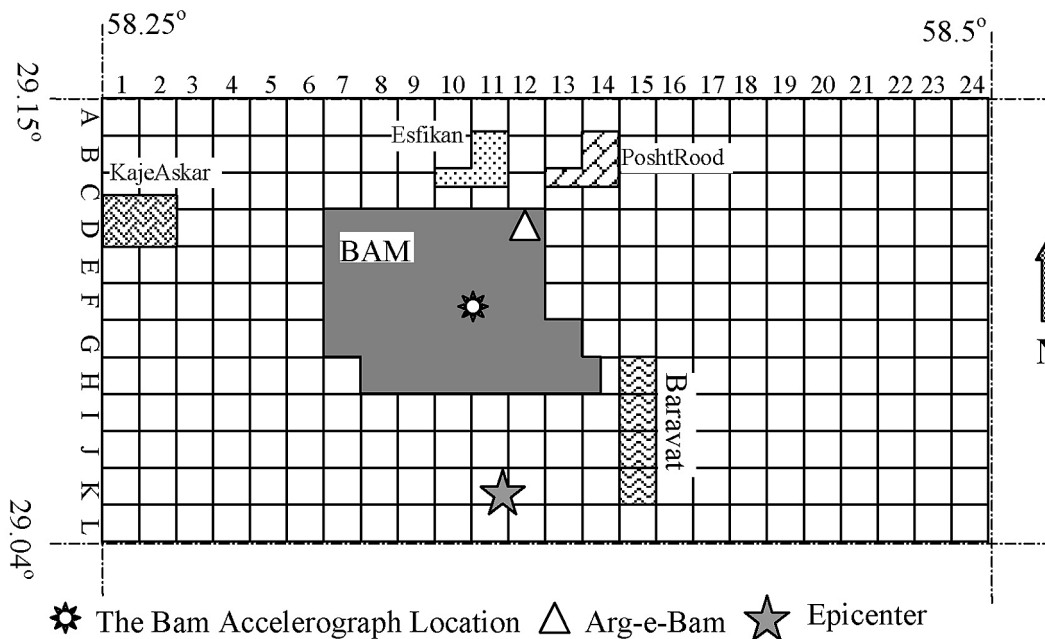 58.25°
58.5°
1 2 3 4 5 6 7 8 9 10 11 12 13 14 15 16 17 18 19 20 21 22 23 24
29.15°
A
B
C
D
E
F
G
H
I
J
K
L
Esfikan
PoshtRood
KajeAskar
BAM
N
Baravat
29.04°
The Bam Accelerograph Location
Arg-e-Bam
Epicenter